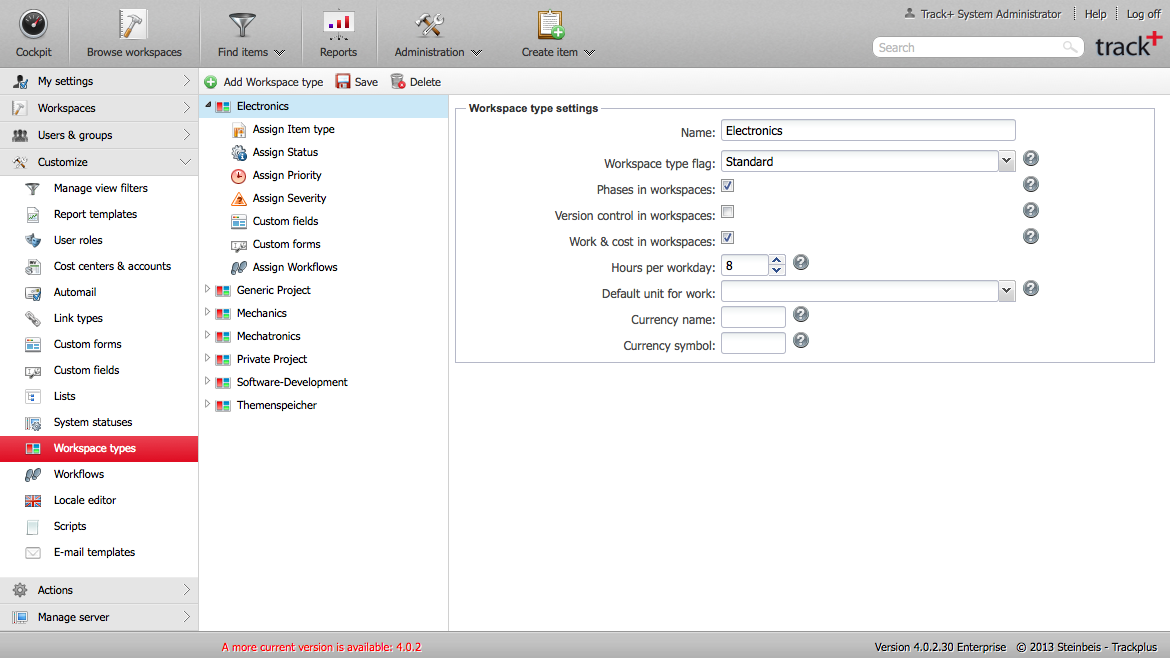 Track+ System Administrator Help Log off
Cockpit Browse workspaces Find items Reports Administration Create item
Search
track+
My settings
Workspaces
Users & groups
Customize
Manage view filters
Report templates
User roles
Cost centers & accounts
Automail
Link types
Custom forms
Custom fields
Lists
System statuses
Workspace types
Workflows
Locale editor
Scripts
E-mail templates
Actions
Manage server
Add Workspace type Save Delete
Electronics
Assign Item type
Assign Status
Assign Priority
Assign Severity
Custom fields
Custom forms
Assign Workflows
Generic Project
Mechanics
Mechatronics
Private Project
Software-Development
Themenspeicher
Workspace type settings
Name: Electronics
Workspace type flag: Standard
Phases in workspaces:
Version control in workspaces:
Work & cost in workspaces:
Hours per workday: 8
Default unit for work:
Currency name:
Currency symbol:
A more current version is available: 4.0.2
Version 4.0.2.30 Enterprise © 2013 Steinbeis - Trackplus